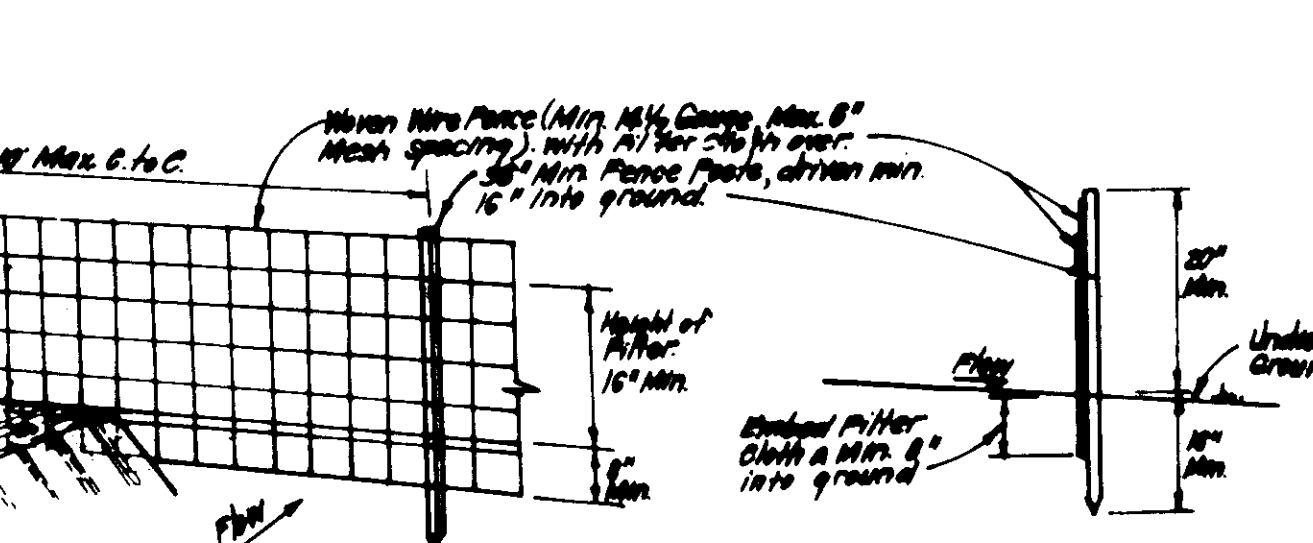 Woven Wire Fence (Min. 14½ Gauge, Max. 6"
Mesh spacing). with Filter Cloth over.
10' Max. C. to C.
36" Min. Fence Posts, driven min.
16" into ground.
20"
Min.
Height of
Filter.
16" Min.
Flow
Embed Filter
Cloth a Min. 8"
into ground
8"
Min.
16"
Min.
Flow